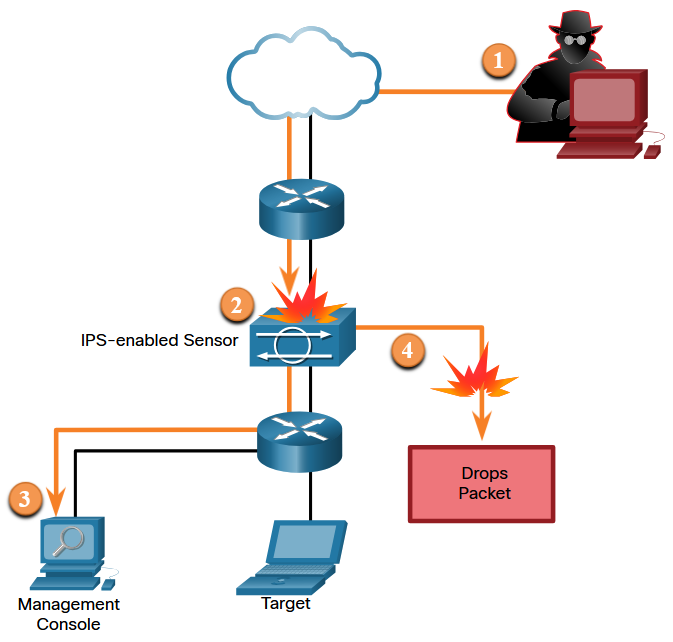 1
2
IPS-enabled Sensor
4
Drops
Packet
3
Management
Console
Target